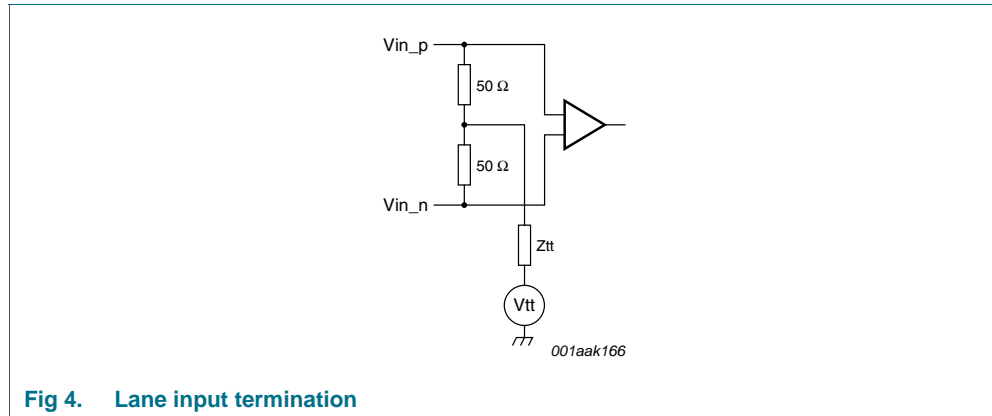 Vin_p
50 Ω
50 Ω
Vin_n
Ztt
Vtt
001aak166
Fig 4. Lane input termination